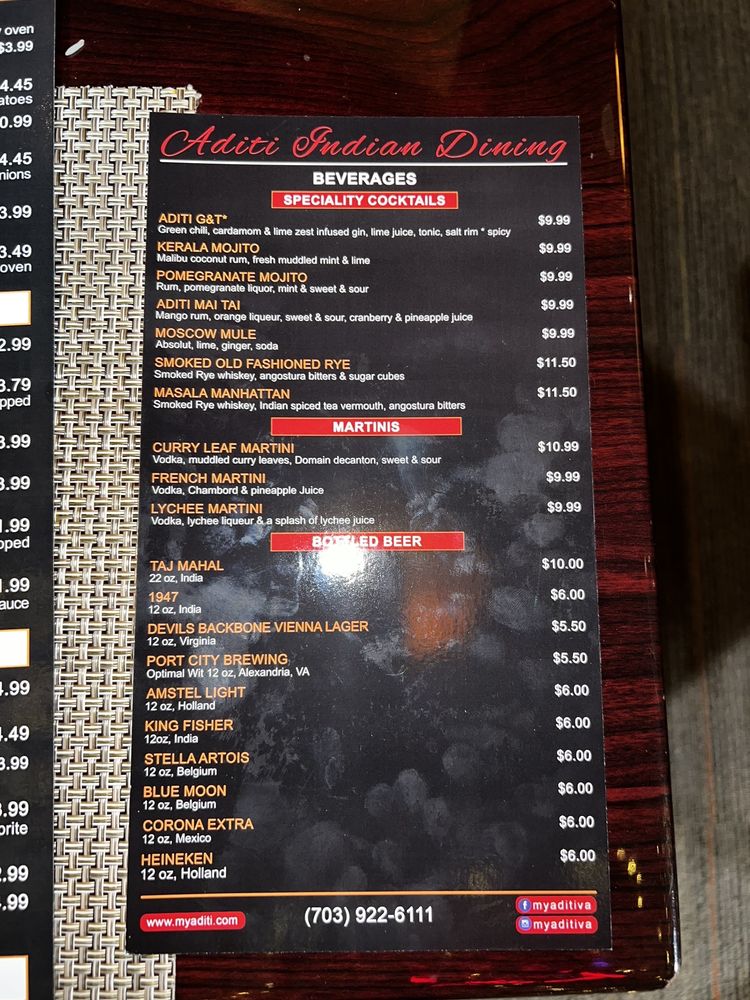 oven
$3.99
4.45
atoes
0.99
4.45
nions
3.99
3.49
oven
2.99
3.79
pped
3.99
3.99
1.99
pped
1.99
auce
4.99
.49
3.99
3.99
orite
2.99
.99
Aditi Indian Dining
BEVERAGES
SPECIALITY COCKTAILS
ADITI G&T* $9.99
Green chili, cardamom & lime zest infused gin, lime juice, tonic, salt rim * spicy
KERALA MOJITO $9.99
Malibu coconut rum, fresh muddled mint & lime
POMEGRANATE MOJITO $9.99
Rum, pomegranate liquor, mint & sweet & sour
ADITI MAI TAI $9.99
Mango rum, orange liqueur, sweet & sour, cranberry & pineapple juice
MOSCOW MULE $9.99
Absolut, lime, ginger, soda
SMOKED OLD FASHIONED RYE $11.50
Smoked Rye whiskey, angostura bitters & sugar cubes
MASALA MANHATTAN $11.50
Smoked Rye whiskey, Indian spiced tea vermouth, angostura bitters
MARTINIS
CURRY LEAF MARTINI $10.99
Vodka, muddled curry leaves, Domain decanton, sweet & sour
FRENCH MARTINI $9.99
Vodka, Chambord & pineapple Juice
LYCHEE MARTINI $9.99
Vodka, lychee liqueur & a splash of lychee juice
BOTTLED BEER
TAJ MAHAL $10.00
22 oz, India
1947 $6.00
12 oz, India
DEVILS BACKBONE VIENNA LAGER $5.50
12 oz, Virginia
PORT CITY BREWING $5.50
Optimal Wit 12 oz, Alexandria, VA
AMSTEL LIGHT $6.00
12 oz, Holland
KING FISHER $6.00
12oz, India
STELLA ARTOIS $6.00
12 oz, Belgium
BLUE MOON $6.00
12 oz, Belgium
CORONA EXTRA $6.00
12 oz, Mexico
HEINEKEN $6.00
12 oz, Holland
www.myaditi.com (703) 922-6111 myaditiva
myaditiva